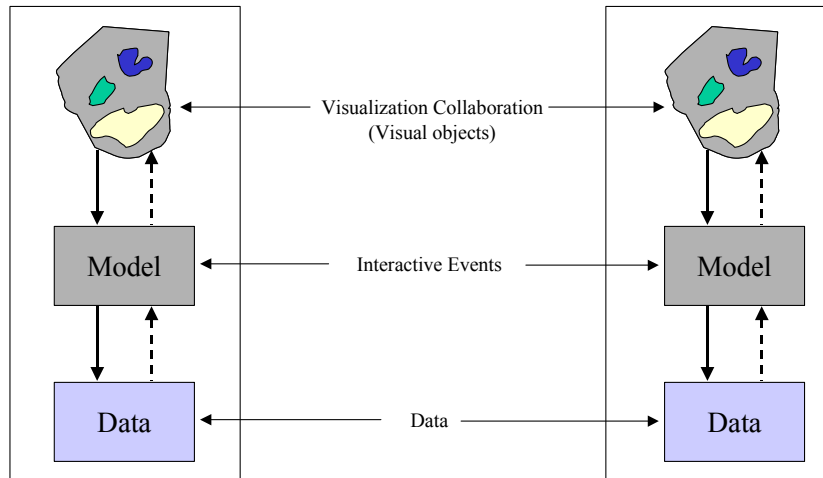 Visualization Collaboration
(Visual objects)
Model
Interactive Events
Model
Data
Data
Data